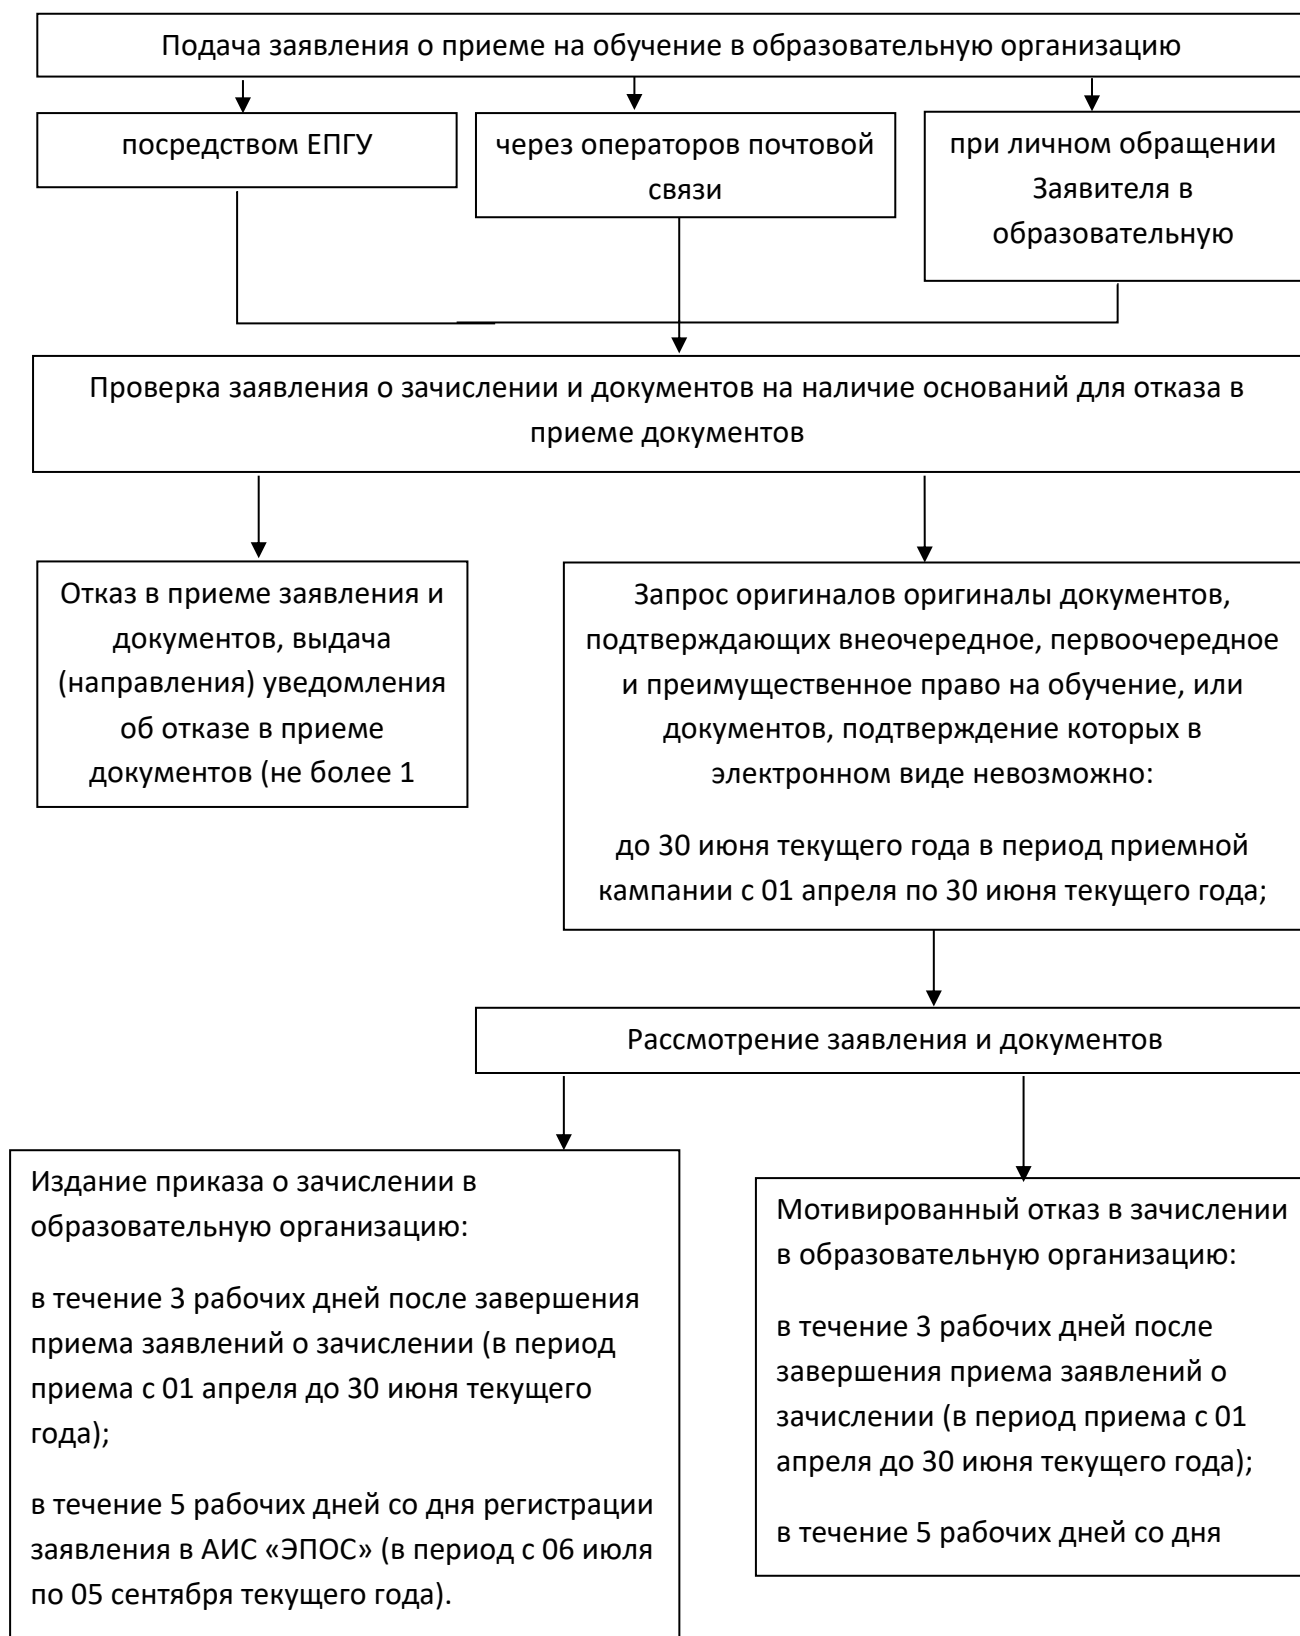 Подача заявления о приеме на обучение в образовательную организацию
посредством ЕПГУ
через операторов почтовой
связи
при личном обращении
Заявителя в
образовательную
Проверка заявления о зачислении и документов на наличие оснований для отказа в
приеме документов
Отказ в приеме заявления и
документов, выдача
(направления) уведомления
об отказе в приеме
документов (не более 1
Запрос оригиналов оригиналы документов,
подтверждающих внеочередное, первоочередное
и преимущественное право на обучение, или
документов, подтверждение которых в
электронном виде невозможно:
до 30 июня текущего года в период приемной
кампании с 01 апреля по 30 июня текущего года;
Рассмотрение заявления и документов
Издание приказа о зачислении в
образовательную организацию:
в течение 3 рабочих дней после завершения
приема заявлений о зачислении (в период
приема с 01 апреля до 30 июня текущего
года);
в течение 5 рабочих дней со дня регистрации
заявления в АИС «ЭПОС» (в период с 06 июля
по 05 сентября текущего года).
Мотивированный отказ в зачислении
в образовательную организацию:
в течение 3 рабочих дней после
завершения приема заявлений о
зачислении (в период приема с 01
апреля до 30 июня текущего года);
в течение 5 рабочих дней со дня